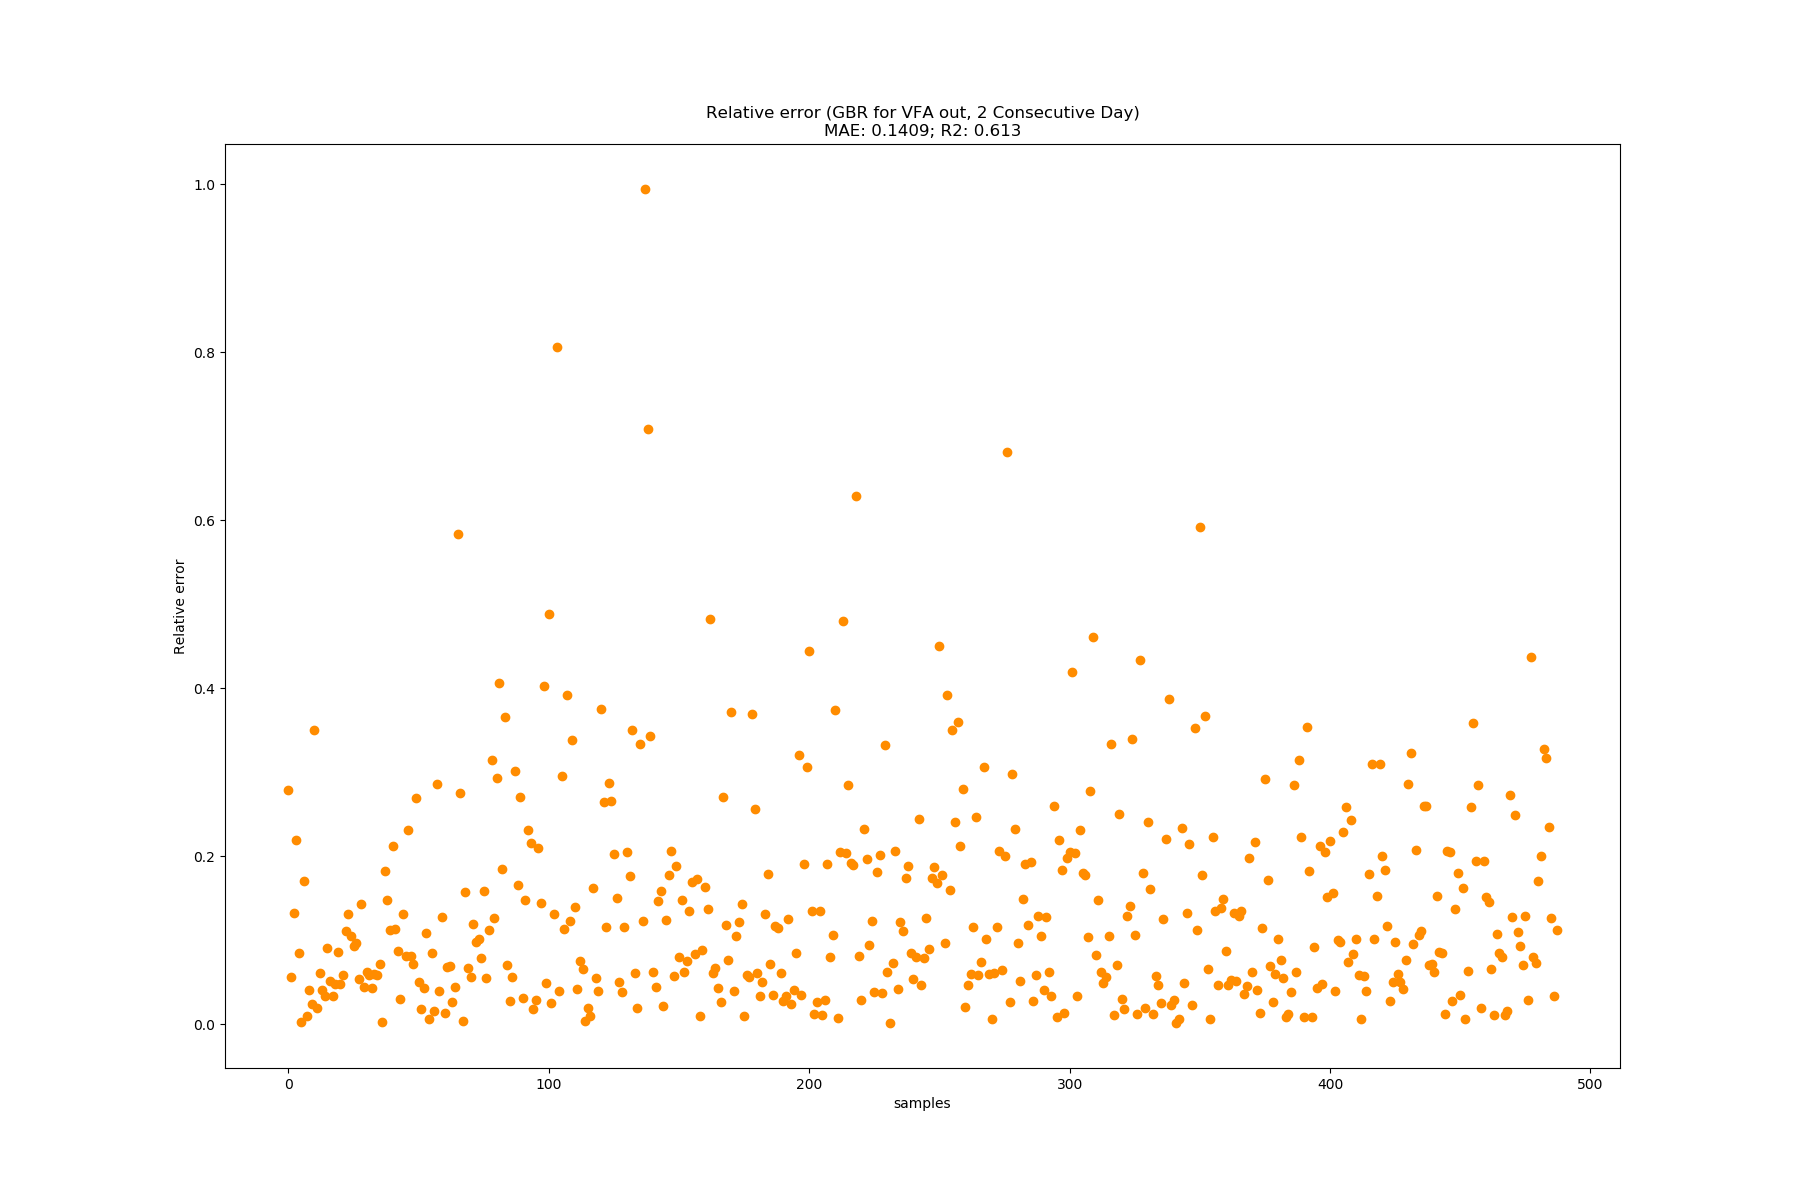 Relative error (GBR for VFA out, 2 Consecutive Day)
MAE: 0.1409; R2: 0.613
1.0
0.8
0.6
0.4
0.2
0.0
Relative error
0 100 200 300 400 500
samples